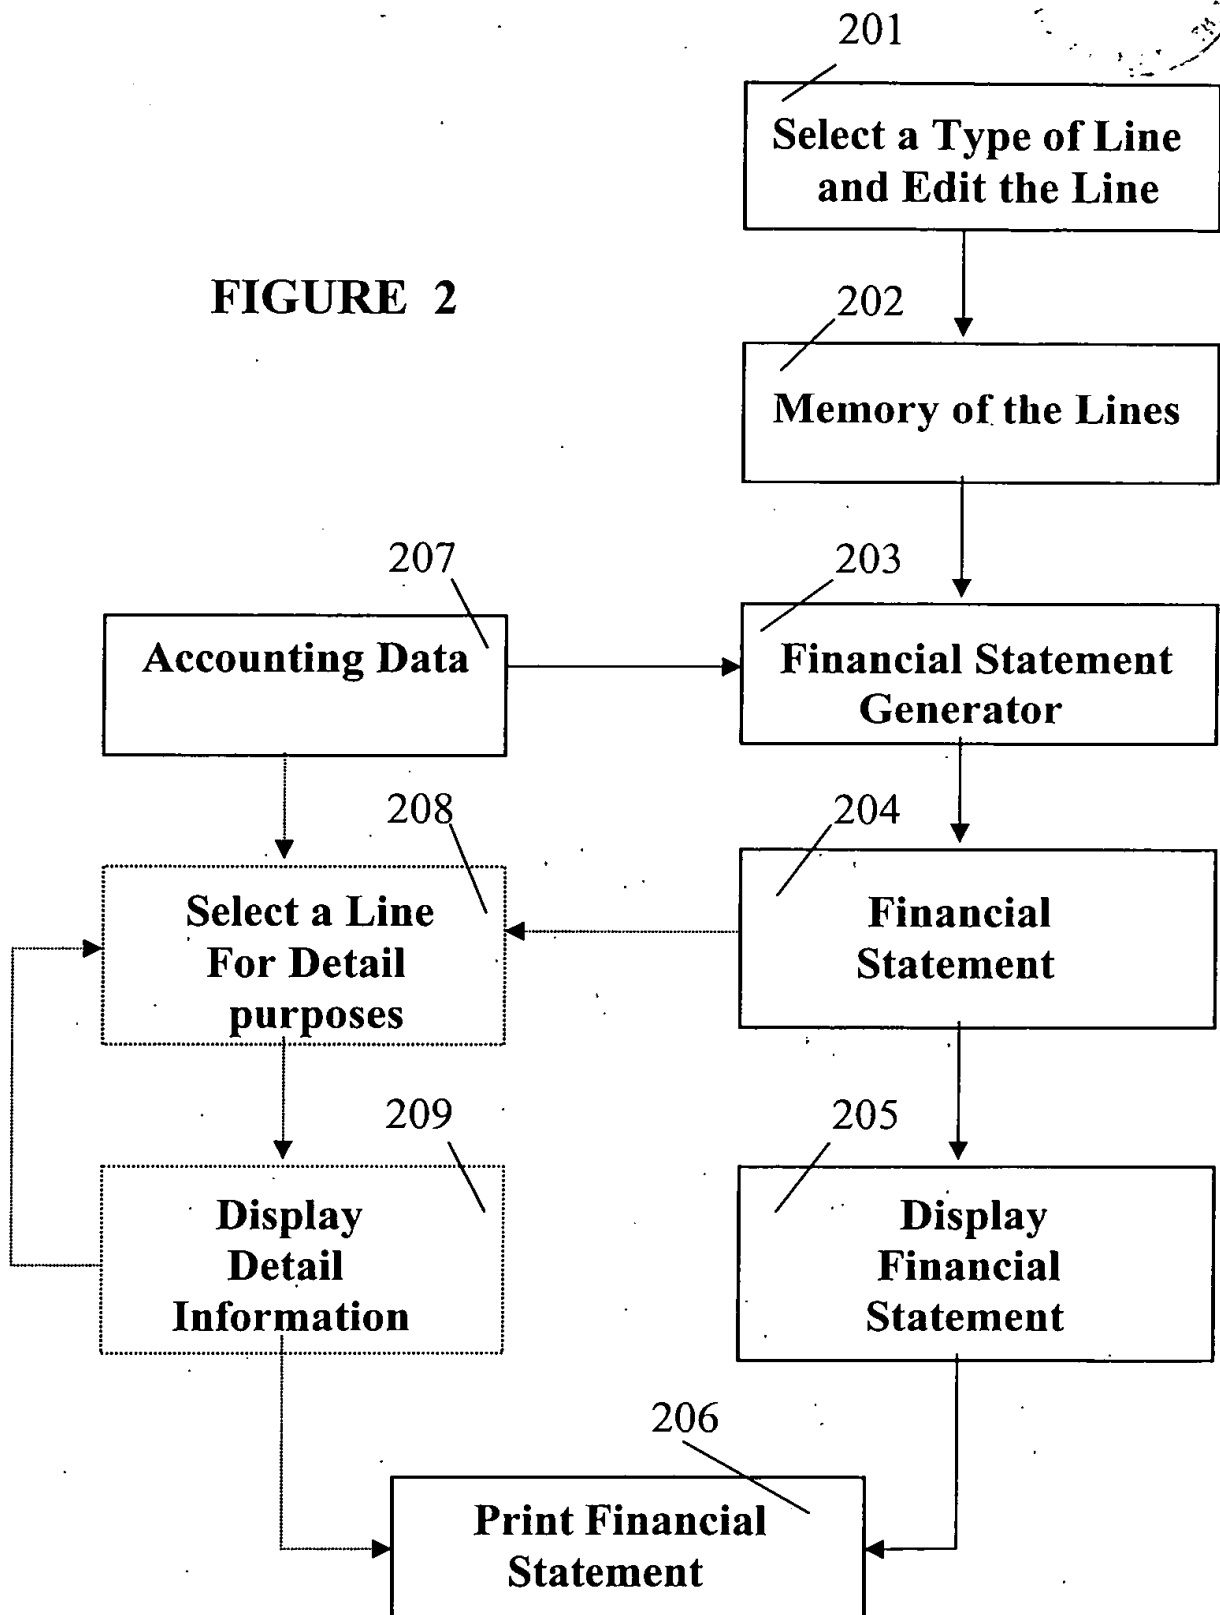 201
Select a Type of Line
and Edit the Line
FIGURE 2
202
Memory of the Lines
207
Accounting Data
203
Financial Statement
Generator
208
Select a Line
For Detail
purposes
204
Financial
Statement
209
Display
Detail
Information
205
Display
Financial
Statement
206
Print Financial
Statement